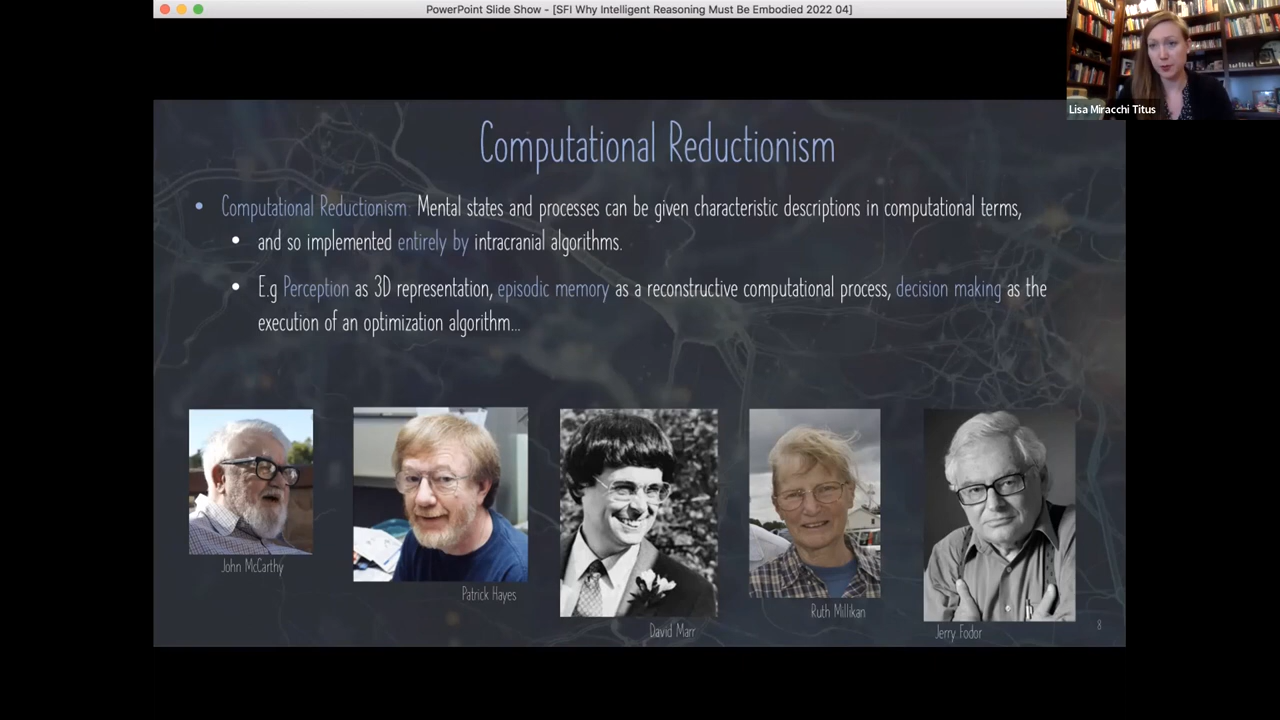 PowerPoint Slide Show - [SFI Why Intelligent Reasoning Must Be Embodied 2022 04]
Lisa Miracchi Titus
Computational Reductionism
• Computational Reductionism: Mental states and processes can be given characteristic descriptions in computational terms,
• and so implemented entirely by intracranial algorithms.
• E.g Perception as 3D representation, episodic memory as a reconstructive computational process, decision making as the
execution of an optimization algorithm...
John McCarthy
Patrick Hayes
David Marr
Ruth Millikan
Jerry Fodor
8